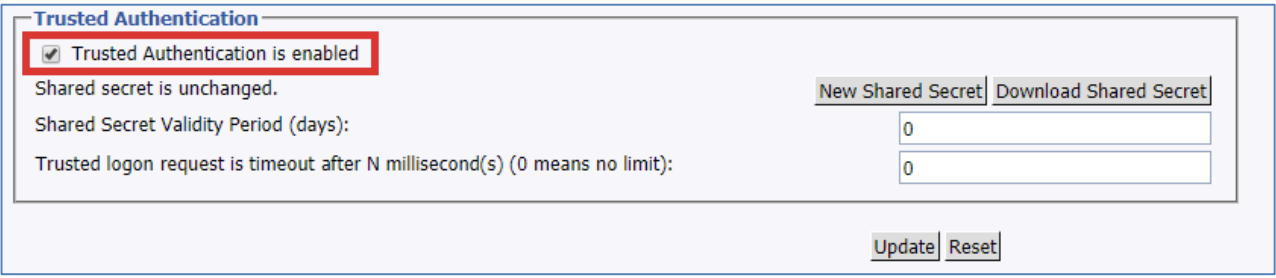 Trusted Authentication
Trusted Authentication is enabled
Shared secret is unchanged. New Shared Secret Download Shared Secret
Shared Secret Validity Period (days): 0
Trusted logon request is timeout after N millisecond(s) (0 means no limit): 0
Update Reset